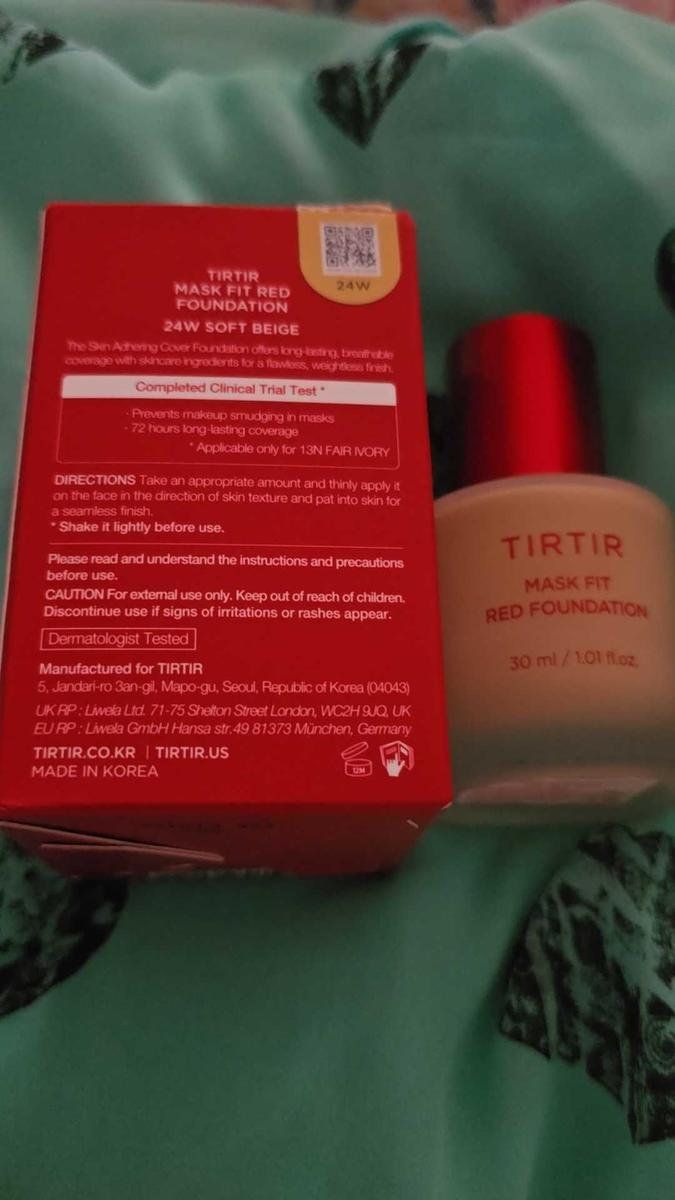 24W
TIRTIR
MASK FIT RED
FOUNDATION
24W SOFT BEIGE
The Skin Adhering Cover Foundation offers long-lasting, breathable
coverage with skincare ingredients for a flawless, weightless finish.
Completed Clinical Trial Test *
· Prevents makeup smudging in masks
· 72 hours long-lasting coverage
* Applicable only for 13N FAIR IVORY
DIRECTIONS Take an appropriate amount and thinly apply it
on the face in the direction of skin texture and pat into skin for
a seamless finish.
* Shake it lightly before use.
Please read and understand the instructions and precautions
before use.
CAUTION For external use only. Keep out of reach of children.
Discontinue use if signs of irritations or rashes appear.
Dermatologist Tested
Manufactured for TIRTIR
5, Jandari-ro 3an-gil, Mapo-gu, Seoul, Republic of Korea (04043)
UK RP : Liwela Ltd. 71-75 Shelton Street London, WC2H 9JQ, UK
EU RP : Liwela GmbH Hansa str.49 81373 München, Germany
TIRTIR.CO.KR | TIRTIR.US
MADE IN KOREA
12M
TIRTIR
MASK FIT
RED FOUNDATION
30 ml / 1.01 fl.oz.